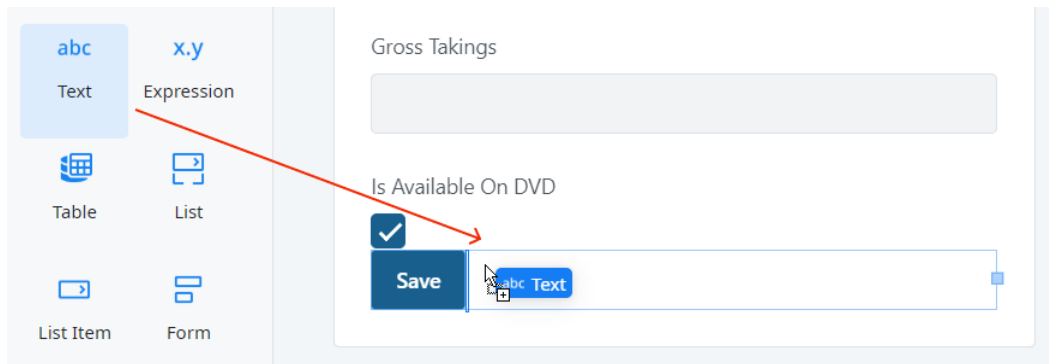 abc
x.y
Text
Expression
Table
List
List Item
Form
Gross Takings
Is Available On DVD
Save
abc Text